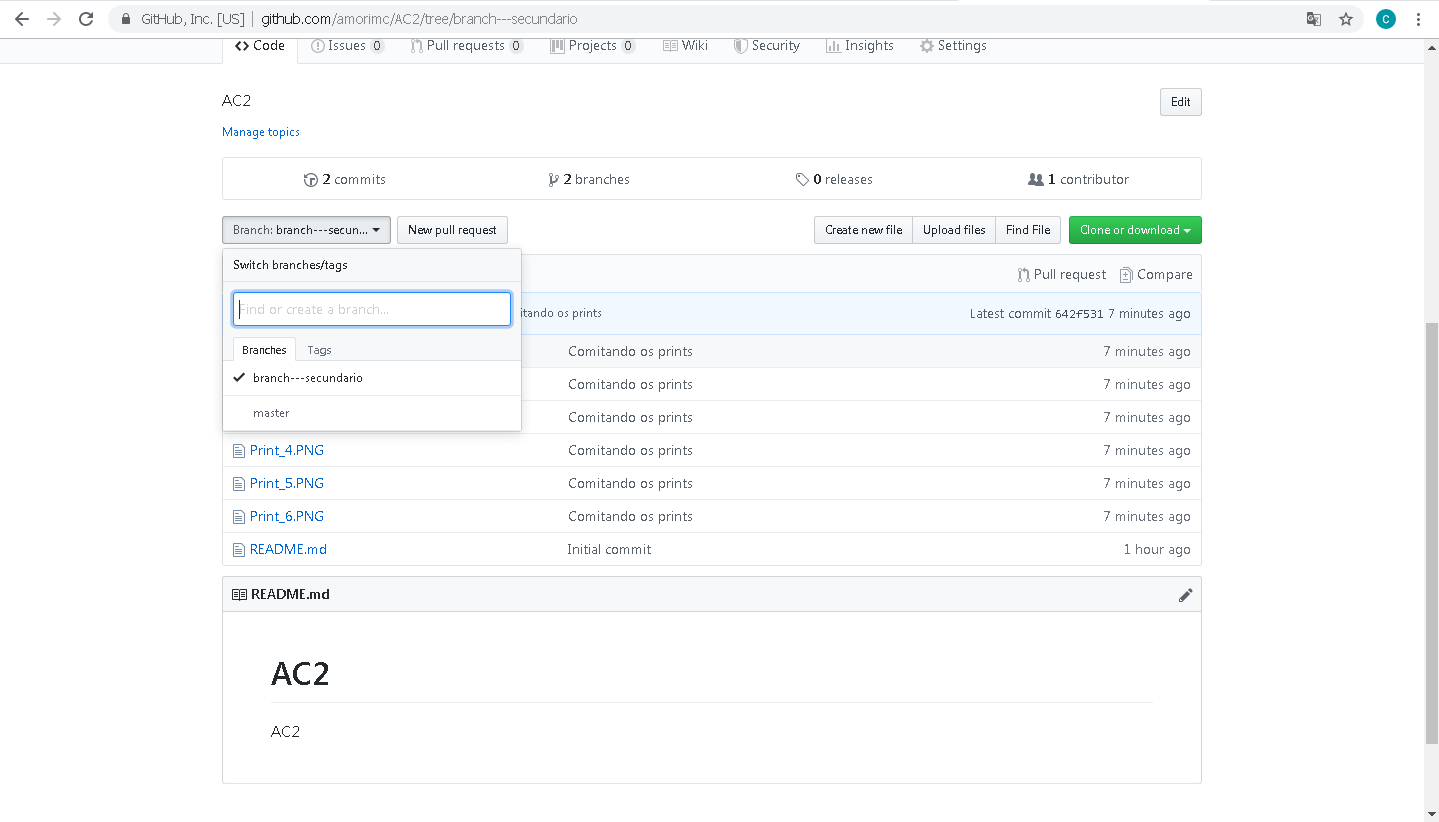 GitHub, Inc. [US] | github.com/amorimc/AC2/tree/branch---secundario C
Code Issues 0 Pull requests 0 Projects 0 Wiki Security Insights Settings
AC2 Edit
Manage topics
2 commits 2 branches 0 releases 1 contributor
Branch: branch---secun... New pull request Create new file Upload files Find File Clone or download
Switch branches/tags
Pull request Compare
Find or create a branch...
itando os prints Latest commit 642f531 7 minutes ago
Branches Tags
Comitando os prints 7 minutes ago
branch---secundario
Comitando os prints 7 minutes ago
master
Comitando os prints 7 minutes ago
Print_4.PNG Comitando os prints 7 minutes ago
Print_5.PNG Comitando os prints 7 minutes ago
Print_6.PNG Comitando os prints 7 minutes ago
README.md Initial commit 1 hour ago
README.md
AC2
AC2